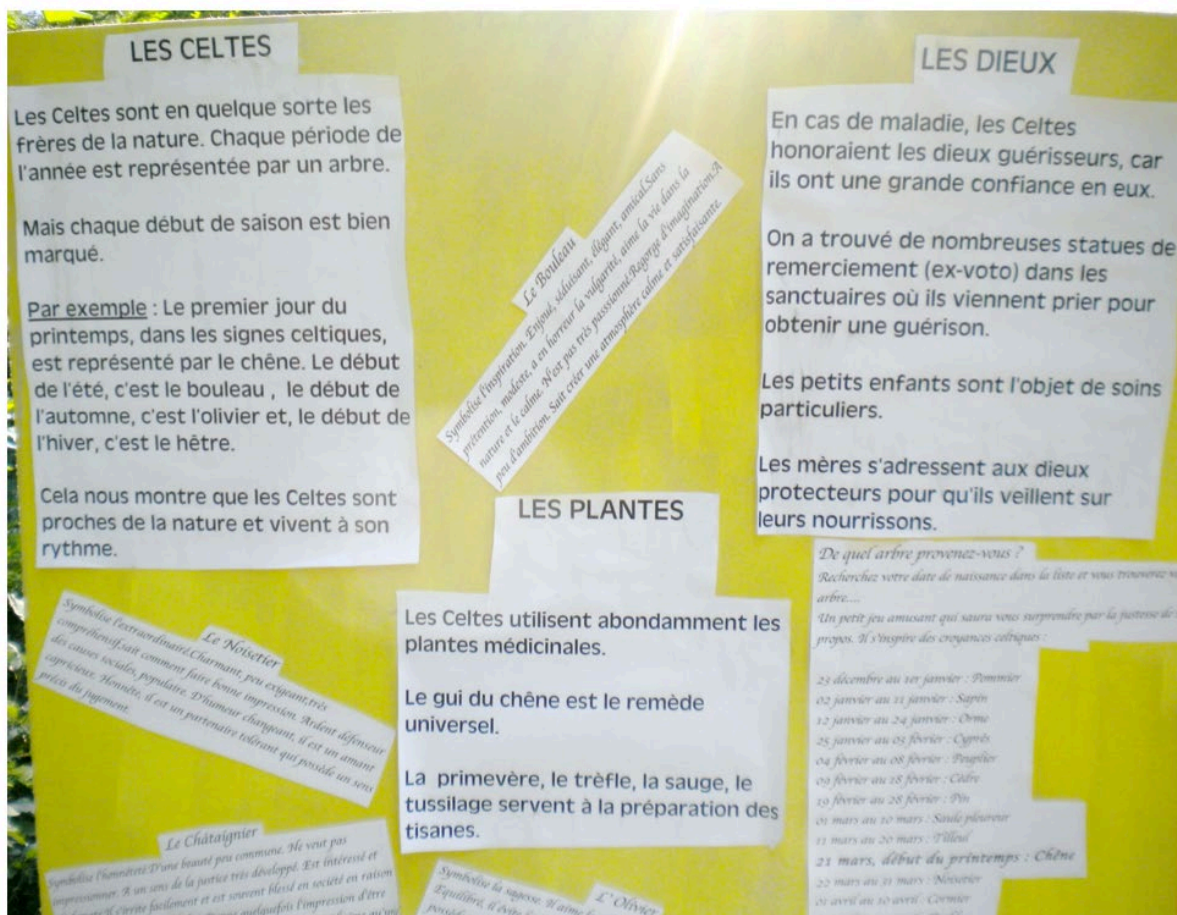 LES CELTES
Les Celtes sont en quelque sorte les
frères de la nature. Chaque période de
l'année est représentée par un arbre.
Mais chaque début de saison est bien
marqué.
Par exemple : Le premier jour du
printemps, dans les signes celtiques,
est représenté par le chêne. Le début
de l'été, c'est le bouleau , le début de
l'automne, c'est l'olivier et, le début de
l'hiver, c'est le hêtre.
Cela nous montre que les Celtes sont
proches de la nature et vivent à son
rythme.
Le Bouleau
Symbolise l'inspiration. Enjoué, séduisant, élégant, amical.Sans
prétention, modeste, a en horreur la vulgarité, aime la vie dans la
nature et le calme. N'est pas très passionné.Regorge d'imagination.A
peu d'ambition. Sait créer une atmosphère calme et satisfaisante.
LES DIEUX
En cas de maladie, les Celtes
honoraient les dieux guérisseurs, car
ils ont une grande confiance en eux.
On a trouvé de nombreuses statues de
remerciement (ex-voto) dans les
sanctuaires où ils viennent prier pour
obtenir une guérison.
Les petits enfants sont l'objet de soins
particuliers.
Les mères s'adressent aux dieux
protecteurs pour qu'ils veillent sur
leurs nourrissons.
Le Noisetier
Symbolise l'extraordinaire.Charmant, peu exigeant,très
compréhensif,sait comment faire bonne impression. Ardent défenseur
des causes sociales, populaire. D'humeur changeant, il est un amant
capricieux. Honnête, il est un partenaire tolérant qui possède un sens
précis du jugement.
LES PLANTES
Les Celtes utilisent abondamment les
plantes médicinales.
Le gui du chêne est le remède
universel.
La primevère, le trèfle, la sauge, le
tussilage servent à la préparation des
tisanes.
De quel arbre provenez-vous ?
Recherchez votre date de naissance dans la liste et vous trouverez
arbre....
Un petit jeu amusant qui saura vous surprendre par la justesse de
propos. Il s'inspire des croyances celtiques :
23 décembre au 1er janvier : Pommier
02 janvier au 11 janvier : Sapin
12 janvier au 24 janvier : Orme
25 janvier au 03 février : Cyprès
04 février au 08 février : Peuplier
09 février au 18 février : Cèdre
19 février au 28 février : Pin
01 mars au 10 mars : Saule pleureur
11 mars au 20 mars : Tilleul
21 mars, début du printemps : Chêne
22 mars au 31 mars : Noisetier
01 avril au 10 avril : Cormier
Le Châtaignier
Symbolise l'honnêteté.D'une beauté peu commune. Ne veut pas
impressionner. A un sens de la justice très développé. Est intéressé et
s'irrite facilement et est souvent blessé en société en raison
quelquefois l'impression d'être
L'Olivier
Symbolise la sagesse. Il aime
Equilibré, il évite